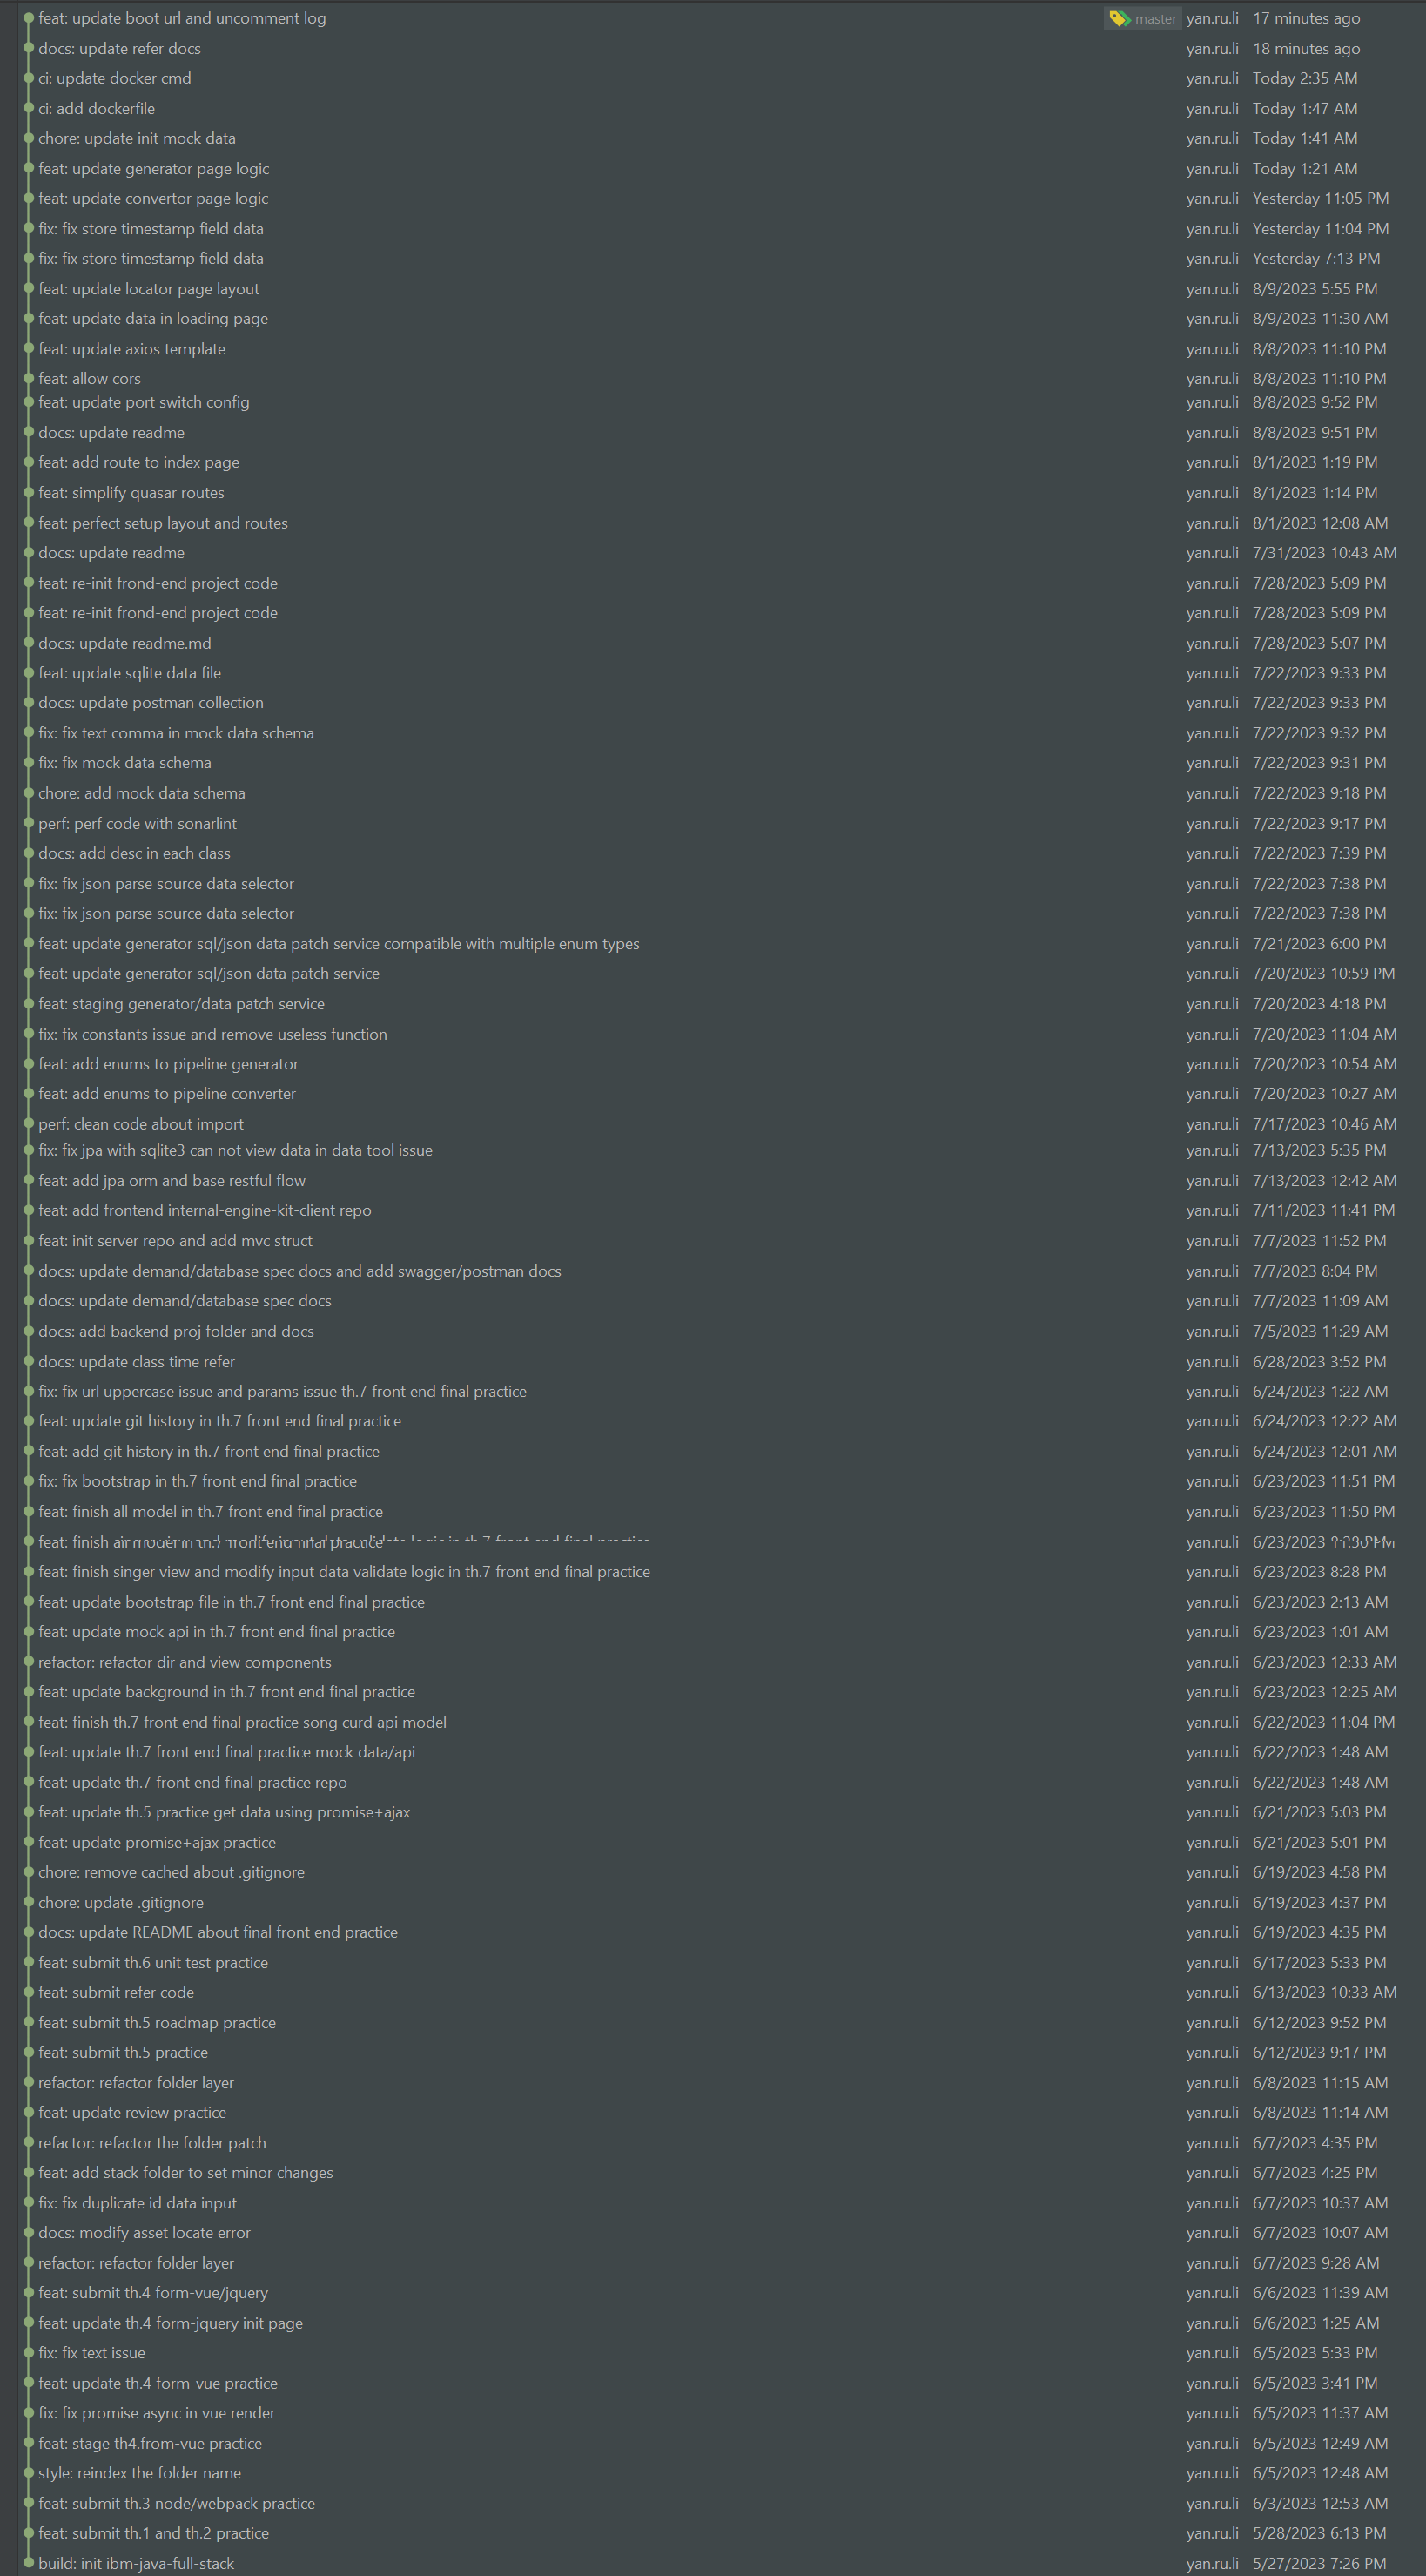 feat: update boot url and uncomment log master yan.ru.li 17 minutes ago
docs: update refer docs yan.ru.li 18 minutes ago
ci: update docker cmd yan.ru.li Today 2:35 AM
ci: add dockerfile yan.ru.li Today 1:47 AM
chore: update init mock data yan.ru.li Today 1:41 AM
feat: update generator page logic yan.ru.li Today 1:21 AM
feat: update convertor page logic yan.ru.li Yesterday 11:05 PM
fix: fix store timestamp field data yan.ru.li Yesterday 11:04 PM
fix: fix store timestamp field data yan.ru.li Yesterday 7:13 PM
feat: update locator page layout yan.ru.li 8/9/2023 5:55 PM
feat: update data in loading page yan.ru.li 8/9/2023 11:30 AM
feat: update axios template yan.ru.li 8/8/2023 11:10 PM
feat: allow cors yan.ru.li 8/8/2023 11:10 PM
feat: update port switch config yan.ru.li 8/8/2023 9:52 PM
docs: update readme yan.ru.li 8/8/2023 9:51 PM
feat: add route to index page yan.ru.li 8/1/2023 1:19 PM
feat: simplify quasar routes yan.ru.li 8/1/2023 1:14 PM
feat: perfect setup layout and routes yan.ru.li 8/1/2023 12:08 AM
docs: update readme yan.ru.li 7/31/2023 10:43 AM
feat: re-init frond-end project code yan.ru.li 7/28/2023 5:09 PM
feat: re-init frond-end project code yan.ru.li 7/28/2023 5:09 PM
docs: update readme.md yan.ru.li 7/28/2023 5:07 PM
feat: update sqlite data file yan.ru.li 7/22/2023 9:33 PM
docs: update postman collection yan.ru.li 7/22/2023 9:33 PM
fix: fix text comma in mock data schema yan.ru.li 7/22/2023 9:32 PM
fix: fix mock data schema yan.ru.li 7/22/2023 9:31 PM
chore: add mock data schema yan.ru.li 7/22/2023 9:18 PM
perf: perf code with sonarlint yan.ru.li 7/22/2023 9:17 PM
docs: add desc in each class yan.ru.li 7/22/2023 7:39 PM
fix: fix json parse source data selector yan.ru.li 7/22/2023 7:38 PM
fix: fix json parse source data selector yan.ru.li 7/22/2023 7:38 PM
feat: update generator sql/json data patch service compatible with multiple enum types yan.ru.li 7/21/2023 6:00 PM
feat: update generator sql/json data patch service yan.ru.li 7/20/2023 10:59 PM
feat: staging generator/data patch service yan.ru.li 7/20/2023 4:18 PM
fix: fix constants issue and remove useless function yan.ru.li 7/20/2023 11:04 AM
feat: add enums to pipeline generator yan.ru.li 7/20/2023 10:54 AM
feat: add enums to pipeline converter yan.ru.li 7/20/2023 10:27 AM
perf: clean code about import yan.ru.li 7/17/2023 10:46 AM
fix: fix jpa with sqlite3 can not view data in data tool issue yan.ru.li 7/13/2023 5:35 PM
feat: add jpa orm and base restful flow yan.ru.li 7/13/2023 12:42 AM
feat: add frontend internal-engine-kit-client repo yan.ru.li 7/11/2023 11:41 PM
feat: init server repo and add mvc struct yan.ru.li 7/7/2023 11:52 PM
docs: update demand/database spec docs and add swagger/postman docs yan.ru.li 7/7/2023 8:04 PM
docs: update demand/database spec docs yan.ru.li 7/7/2023 11:09 AM
docs: add backend proj folder and docs yan.ru.li 7/5/2023 11:29 AM
docs: update class time refer yan.ru.li 6/28/2023 3:52 PM
fix: fix url uppercase issue and params issue th.7 front end final practice yan.ru.li 6/24/2023 1:22 AM
feat: update git history in th.7 front end final practice yan.ru.li 6/24/2023 12:22 AM
feat: add git history in th.7 front end final practice yan.ru.li 6/24/2023 12:01 AM
fix: fix bootstrap in th.7 front end final practice yan.ru.li 6/23/2023 11:51 PM
feat: finish all model in th.7 front end final practice yan.ru.li 6/23/2023 11:50 PM
feat: finish yan.ru.li 6/23/2023
feat: finish singer view and modify input data validate logic in th.7 front end final practice yan.ru.li 6/23/2023 8:28 PM
feat: update bootstrap file in th.7 front end final practice yan.ru.li 6/23/2023 2:13 AM
feat: update mock api in th.7 front end final practice yan.ru.li 6/23/2023 1:01 AM
refactor: refactor dir and view components yan.ru.li 6/23/2023 12:33 AM
feat: update background in th.7 front end final practice yan.ru.li 6/23/2023 12:25 AM
feat: finish th.7 front end final practice song curd api model yan.ru.li 6/22/2023 11:04 PM
feat: update th.7 front end final practice mock data/api yan.ru.li 6/22/2023 1:48 AM
feat: update th.7 front end final practice repo yan.ru.li 6/22/2023 1:48 AM
feat: update th.5 practice get data using promise+ajax yan.ru.li 6/21/2023 5:03 PM
feat: update promise+ajax practice yan.ru.li 6/21/2023 5:01 PM
chore: remove cached about .gitignore yan.ru.li 6/19/2023 4:58 PM
chore: update .gitignore yan.ru.li 6/19/2023 4:37 PM
docs: update README about final front end practice yan.ru.li 6/19/2023 4:35 PM
feat: submit th.6 unit test practice yan.ru.li 6/17/2023 5:33 PM
feat: submit refer code yan.ru.li 6/13/2023 10:33 AM
feat: submit th.5 roadmap practice yan.ru.li 6/12/2023 9:52 PM
feat: submit th.5 practice yan.ru.li 6/12/2023 9:17 PM
refactor: refactor folder layer yan.ru.li 6/8/2023 11:15 AM
feat: update review practice yan.ru.li 6/8/2023 11:14 AM
refactor: refactor the folder patch yan.ru.li 6/7/2023 4:35 PM
feat: add stack folder to set minor changes yan.ru.li 6/7/2023 4:25 PM
fix: fix duplicate id data input yan.ru.li 6/7/2023 10:37 AM
docs: modify asset locate error yan.ru.li 6/7/2023 10:07 AM
refactor: refactor folder layer yan.ru.li 6/7/2023 9:28 AM
feat: submit th.4 form-vue/jquery yan.ru.li 6/6/2023 11:39 AM
feat: update th.4 form-jquery init page yan.ru.li 6/6/2023 1:25 AM
fix: fix text issue yan.ru.li 6/5/2023 5:33 PM
feat: update th.4 form-vue practice yan.ru.li 6/5/2023 3:41 PM
fix: fix promise async in vue render yan.ru.li 6/5/2023 11:37 AM
feat: stage th4.from-vue practice yan.ru.li 6/5/2023 12:49 AM
style: reindex the folder name yan.ru.li 6/5/2023 12:48 AM
feat: submit th.3 node/webpack practice yan.ru.li 6/3/2023 12:53 AM
feat: submit th.1 and th.2 practice yan.ru.li 5/28/2023 6:13 PM
build: init ibm-java-full-stack yan.ru.li 5/27/2023 7:26 PM